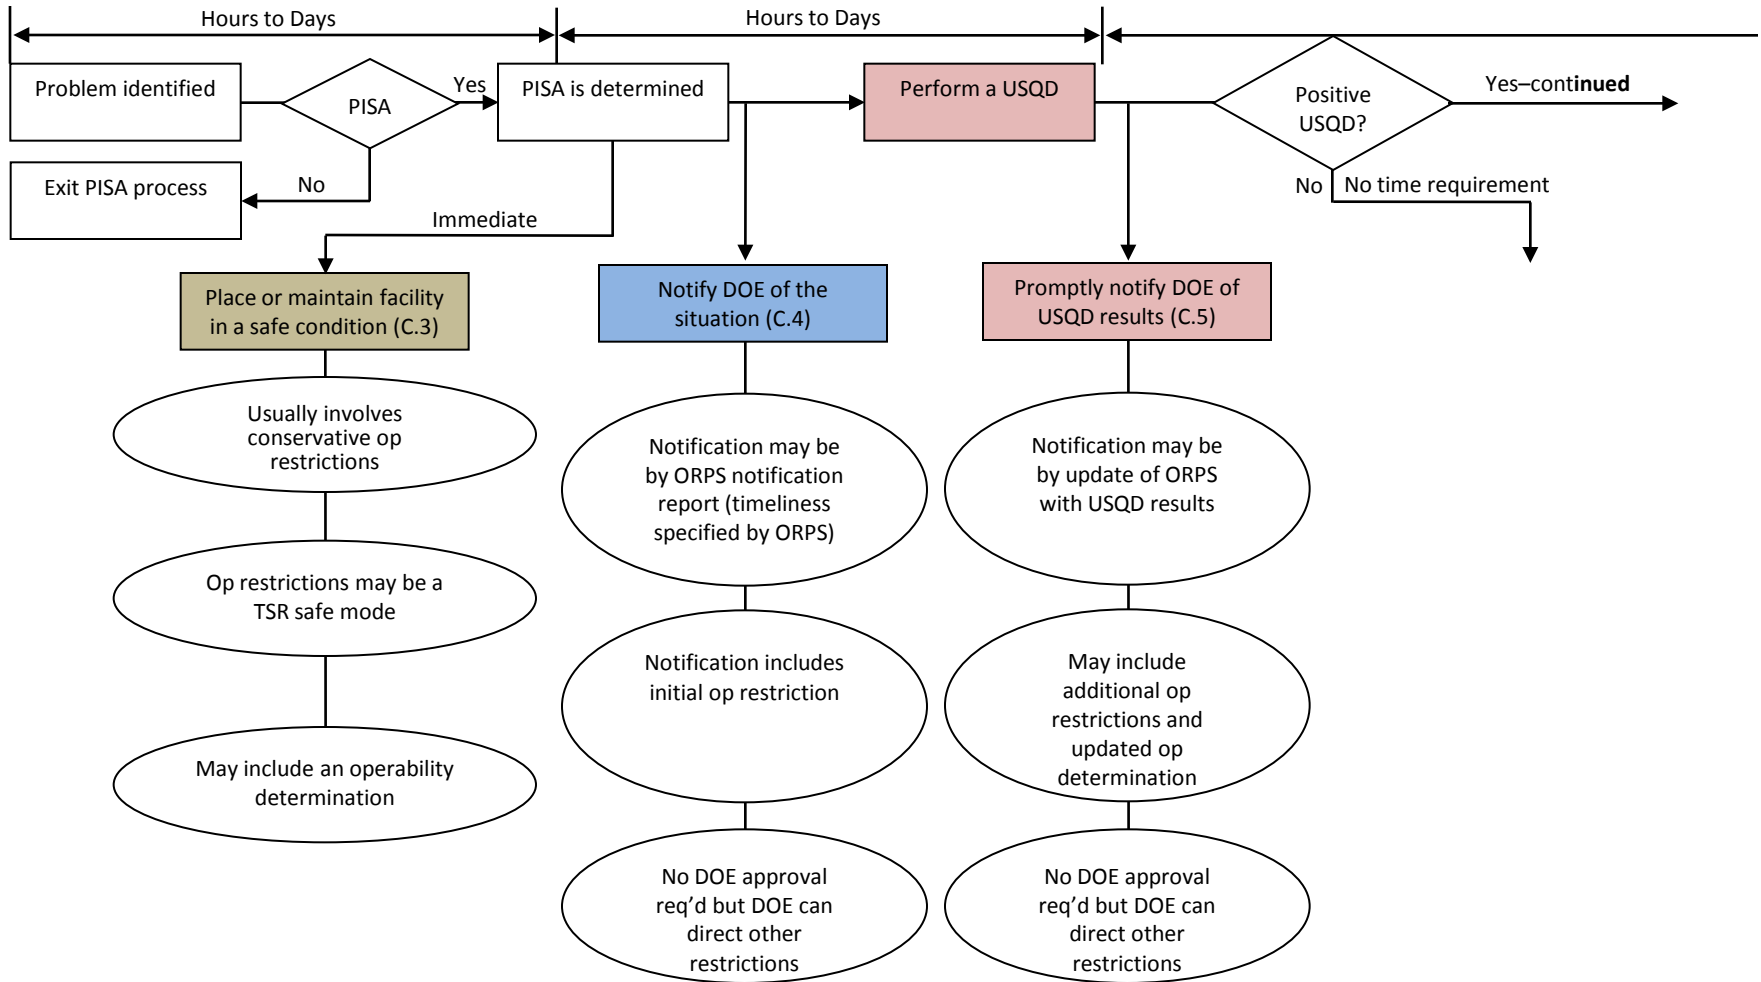 Hours to Days
Hours to Days
Problem identified
PISA
Yes
PISA is determined
Perform a USQD
Positive
USQD?
Yes–continued
Exit PISA process
No
No
No time requirement
Immediate
Place or maintain facility
in a safe condition (C.3)
Notify DOE of the
situation (C.4)
Promptly notify DOE of
USQD results (C.5)
Usually involves
conservative op
restrictions
Op restrictions may be a
TSR safe mode
May include an operability
determination
Notification may be
by ORPS notification
report (timeliness
specified by ORPS)
Notification includes
initial op restriction
No DOE approval
req’d but DOE can
direct other
restrictions
Notification may be
by update of ORPS
with USQD results
May include
additional op
restrictions and
updated op
determination
No DOE approval
req’d but DOE can
direct other
restrictions